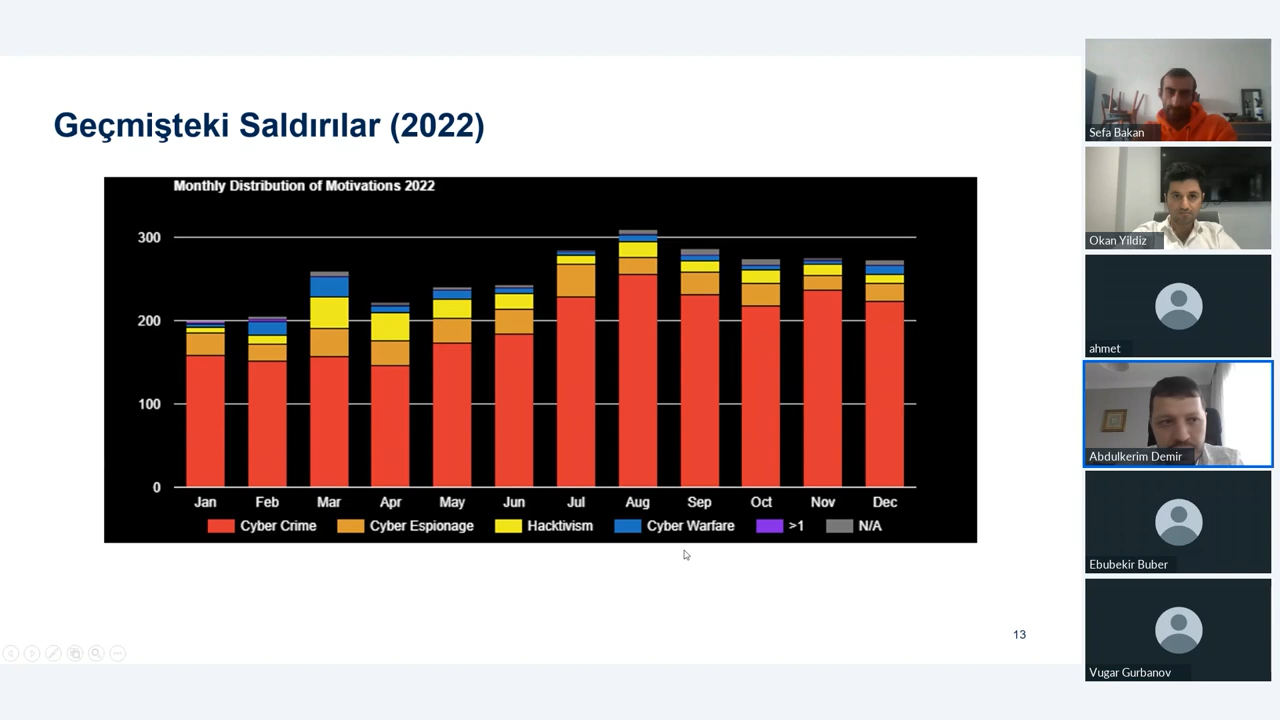 Geçmişteki Saldırılar (2022)
Monthly Distribution of Motivations 2022
300
200
100
0
Jan Feb Mar Apr May Jun Jul Aug Sep Oct Nov Dec
Cyber Crime Cyber Espionage Hacktivism Cyber Warfare >1 N/A
13
Sefa Bakan
Okan Yildiz
ahmet
Abdulkerim Demir
Ebubekir Buber
Vugar Gurbanov